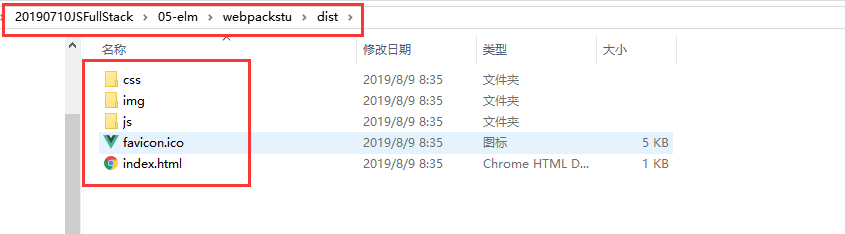 20190710JSFullStack > 05-elm > webpackstu > dist >
名称 修改日期 类型 大小
css 2019/8/9 8:35 文件夹
img 2019/8/9 8:35 文件夹
js 2019/8/9 8:35 文件夹
favicon.ico 2019/8/9 8:35 图标 5 KB
index.html 2019/8/9 8:35 Chrome HTML D... 1 KB